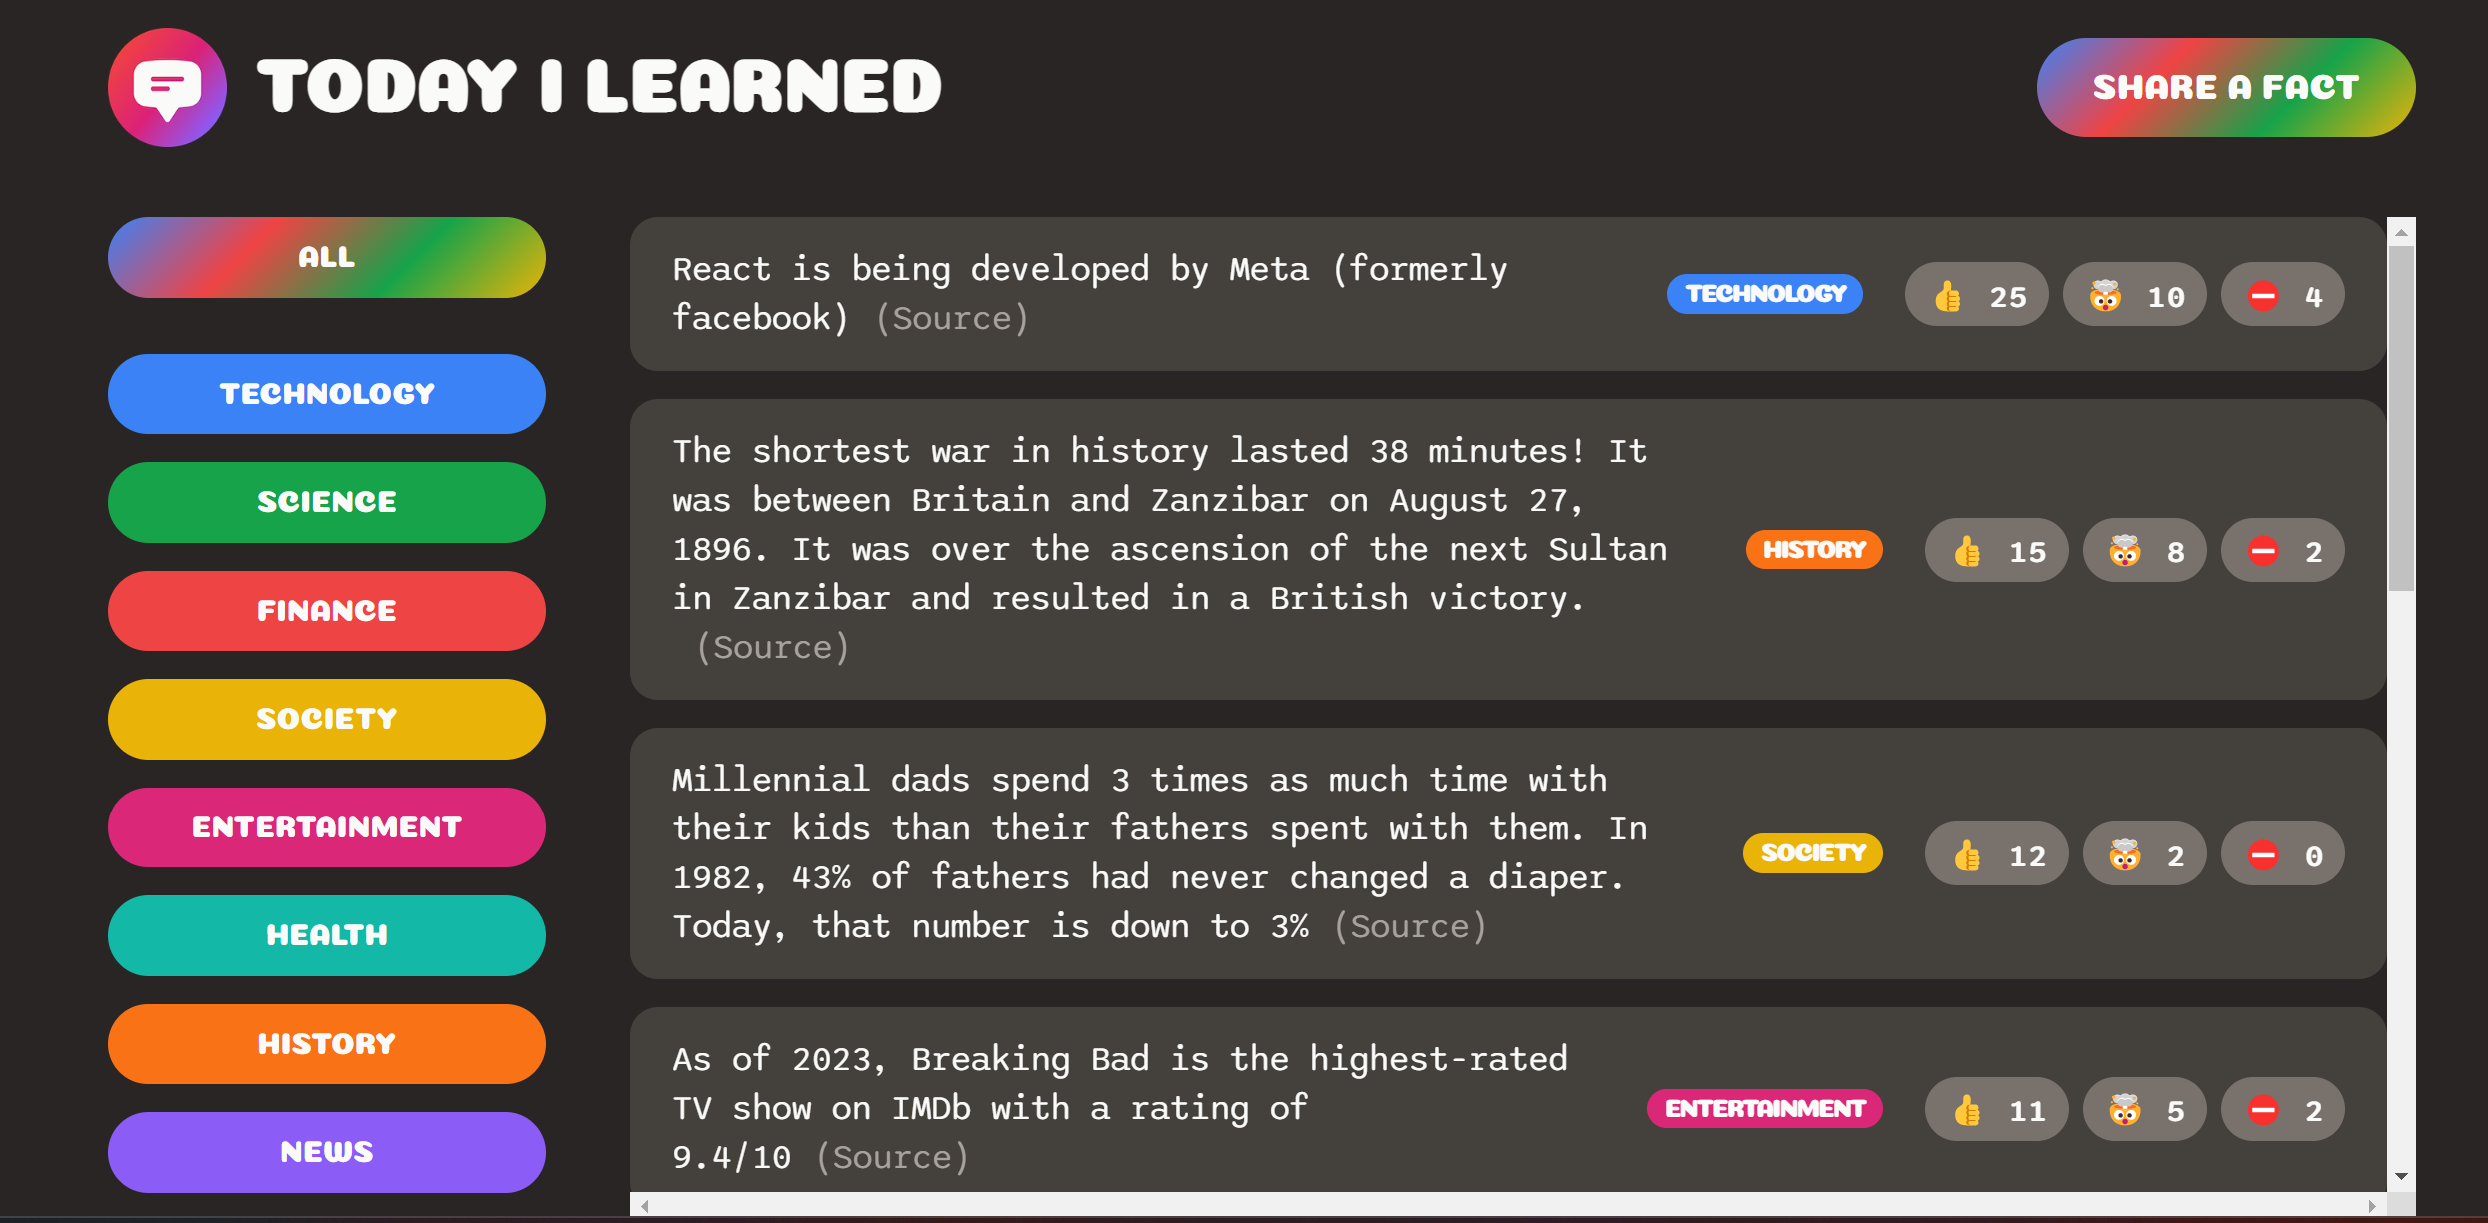 TODAY I LEARNED
SHARE A FACT
ALL
TECHNOLOGY
SCIENCE
FINANCE
SOCIETY
ENTERTAINMENT
HEALTH
HISTORY
NEWS
React is being developed by Meta (formerly
facebook) (Source)
TECHNOLOGY
👍 25 🤯 10 ⛔ 4
The shortest war in history lasted 38 minutes! It
was between Britain and Zanzibar on August 27,
1896. It was over the ascension of the next Sultan
in Zanzibar and resulted in a British victory.
(Source)
HISTORY
👍 15 🤯 8 ⛔ 2
Millennial dads spend 3 times as much time with
their kids than their fathers spent with them. In
1982, 43% of fathers had never changed a diaper.
Today, that number is down to 3% (Source)
SOCIETY
👍 12 🤯 2 ⛔ 0
As of 2023, Breaking Bad is the highest-rated
TV show on IMDb with a rating of
9.4/10 (Source)
ENTERTAINMENT
👍 11 🤯 5 ⛔ 2